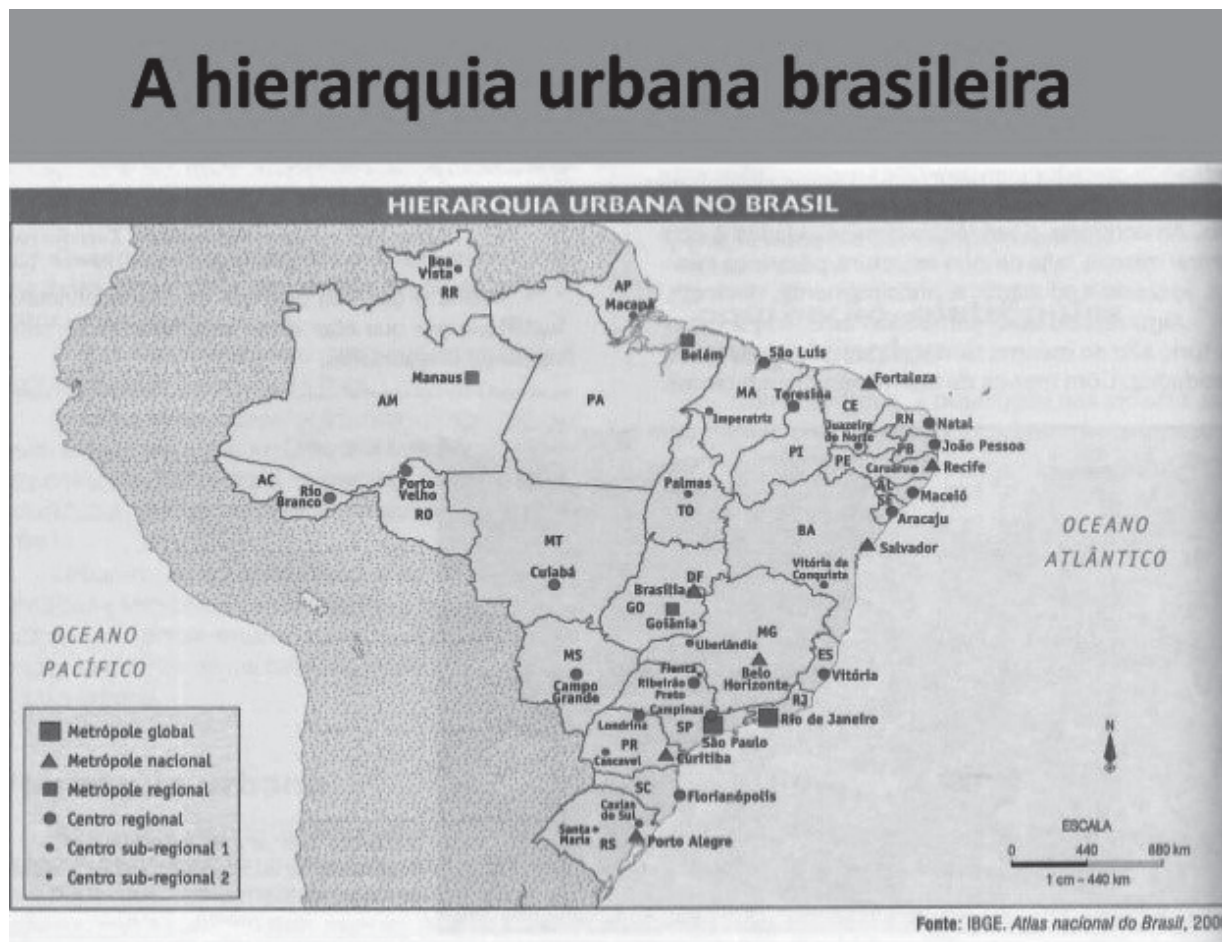 A hierarquia urbana brasileira
HIERARQUIA URBANA NO BRASIL
Boa
Vista
RR
AP
Macapá
Belém
São Luís
Manaus
AM
PA
MA
Teresina
Fortaleza
CE
Imperatriz
Juazeiro
do Norte
RN
Natal
PB
João Pessoa
PI
PE
Caruaru
Recife
AC
Rio
Branco
Porto
Velho
RO
Palmas
TO
AL
SE
Maceió
Aracaju
MT
BA
Salvador
OCEANO
ATLÂNTICO
Cuiabá
Vitória da
Conquista
DF
Brasília
GO
Goiânia
MG
Uberlândia
OCEANO
PACÍFICO
MS
Campo
Grande
Belo
Horizonte
ES
Vitória
Ribeirão
Preto
RJ
Campinas
Rio de Janeiro
Londrina
SP
São Paulo
PR
Cascavel
Curitiba
SC
Florianópolis
Caxias
do Sul
Santa
Maria
RS
Porto Alegre
Metrópole global
Metrópole nacional
Metrópole regional
Centro regional
Centro sub-regional 1
Centro sub-regional 2
N
ESCALA
0 440 880 km
1 cm – 440 km
Fonte: IBGE. Atlas nacional do Brasil,